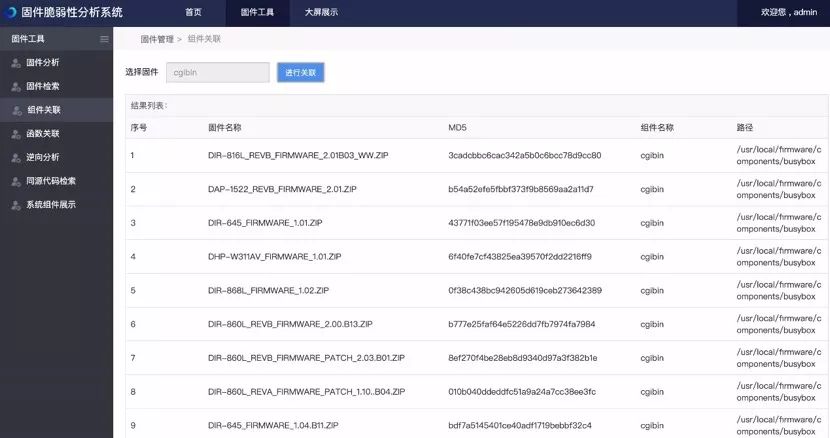 固件脆弱性分析系统 首页 固件工具 大屏展示 欢迎您，admin
固件工具
固件分析
固件检索
组件关联
函数关联
逆向分析
同源代码检索
系统组件展示
固件管理 > 组件关联
选择固件 cgibin 进行关联
结果列表:
序号 固件名称 MD5 组件名称 路径
1 DIR-816L_REVB_FIRMWARE_2.01B03_WW.ZIP 3cadcbbc6cac342a5b0c6bcc78d9cc80 cgibin /usr/local/firmware/c
omponents/busybox
2 DAP-1522_REVB_FIRMWARE_2.01.ZIP b54a52efe5fbbf373f9b8569aa2a11d7 cgibin /usr/local/firmware/c
omponents/busybox
3 DIR-645_FIRMWARE_1.01.ZIP 43771f03ee57f195478e9db910ec6d30 cgibin /usr/local/firmware/c
omponents/busybox
4 DHP-W311AV_FIRMWARE_1.01.ZIP 6f40fe7cf43825ea39570f2dd2216ff9 cgibin /usr/local/firmware/c
omponents/busybox
5 DIR-868L_FIRMWARE_1.02.ZIP 0f38c438bc942605d619ceb273642389 cgibin /usr/local/firmware/c
omponents/busybox
6 DIR-860L_REVB_FIRMWARE_2.00.B13.ZIP b777e25faf64e5226dd7fb7974fa7984 cgibin /usr/local/firmware/c
omponents/busybox
7 DIR-860L_REVB_FIRMWARE_PATCH_2.03.B01.ZIP 8ef270f4be28eb8d9340d97a3f382b1e cgibin /usr/local/firmware/c
omponents/busybox
8 DIR-860L_REVA_FIRMWARE_PATCH_1.10..B04.ZIP 010b040ddeddfc51a9a24a7cc38ee3fc cgibin /usr/local/firmware/c
omponents/busybox
9 DIR-645_FIRMWARE_1.04.B11.ZIP bdf7a5145401ce40adf1719bebbf32c4 cgibin /usr/local/firmware/c
omponents/busybox